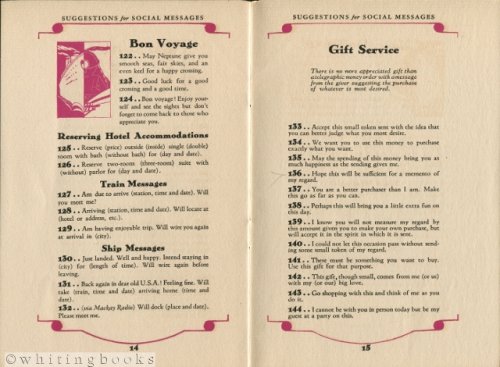 SUGGESTIONS for SOCIAL MESSAGES
Bon Voyage
122 . . May Neptune give you
smooth seas, fair skies, and an
even keel for a happy crossing.
123 . . Good luck for a good
crossing and a good time.
124 . . Bon voyage! Enjoy your-
self and see the sights but don't
forget to come back to those who
appreciate you.
Reserving Hotel Accommodations
125 . . Reserve (price) outside (inside) single (double)
room with bath (without bath) for (day and date).
126 . . Reserve two-room (three-room) suite with
(without) parlor for (day and date).
Train Messages
127 . . Am due to arrive (station, time and date). Will
you meet me?
128 . . Arriving (station, time and date). Will locate at
(hotel or address, etc.).
129 . . Am having enjoyable trip. Will wire you again
at arrival in (city).
Ship Messages
130 . . Just landed. Well and happy. Intend staying in
(city) for (length of time). Will wire again before
leaving.
131 . . Back again in dear old U.S.A.! Feeling fine. Will
take (train, time and date) arriving home (time and
date).
132 . . (via Mackay Radio) Will dock (place and date).
Please meet me.
14
SUGGESTIONS for SOCIAL MESSAGES
Gift Service
There is no more appreciated gift than
a telegraphic money order with a message
from the giver suggesting the purchase
of whatever is most desired.
133 . . Accept this small token sent with the idea that
you can better judge what you most desire.
134 . . We want you to use this money to purchase
exactly what you want.
135 . . May the spending of this money bring you as
much happiness as the sending gives me.
136 . . Hope this will be sufficient for a memento of
my regard.
137 . . You are a better purchaser than I am. Make
this go as far as you can.
138 . . Perhaps this will bring you a little extra fun on
this day.
139 . . I know you will not measure my regard by
this amount given you to make your own purchase, but
will accept it in the spirit in which it is sent.
140 . . I could not let this occasion pass without send-
ing some small token of my regard.
141 . . There must be something you want to buy.
Use this gift for that purpose.
142 . . This gift, though small, comes from me (or us)
with my (or our) big love.
143 . . Go shopping with this and think of me as you
do it.
144 . . I cannot be with you in person today but be my
guest at a party on this.
15
©whitingbooks